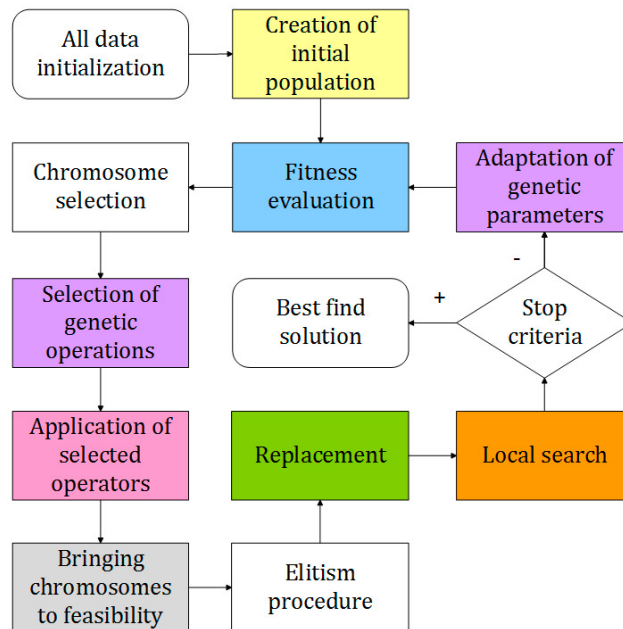 All data
initialization
Creation of
initial
population
Chromosome
selection
Fitness
evaluation
Adaptation of
genetic
parameters
-
Selection of
genetic
operations
Best find
solution
+
Stop
criteria
Application of
selected
operators
Replacement
Local search
Bringing
chromosomes
to feasibility
Elitism
procedure